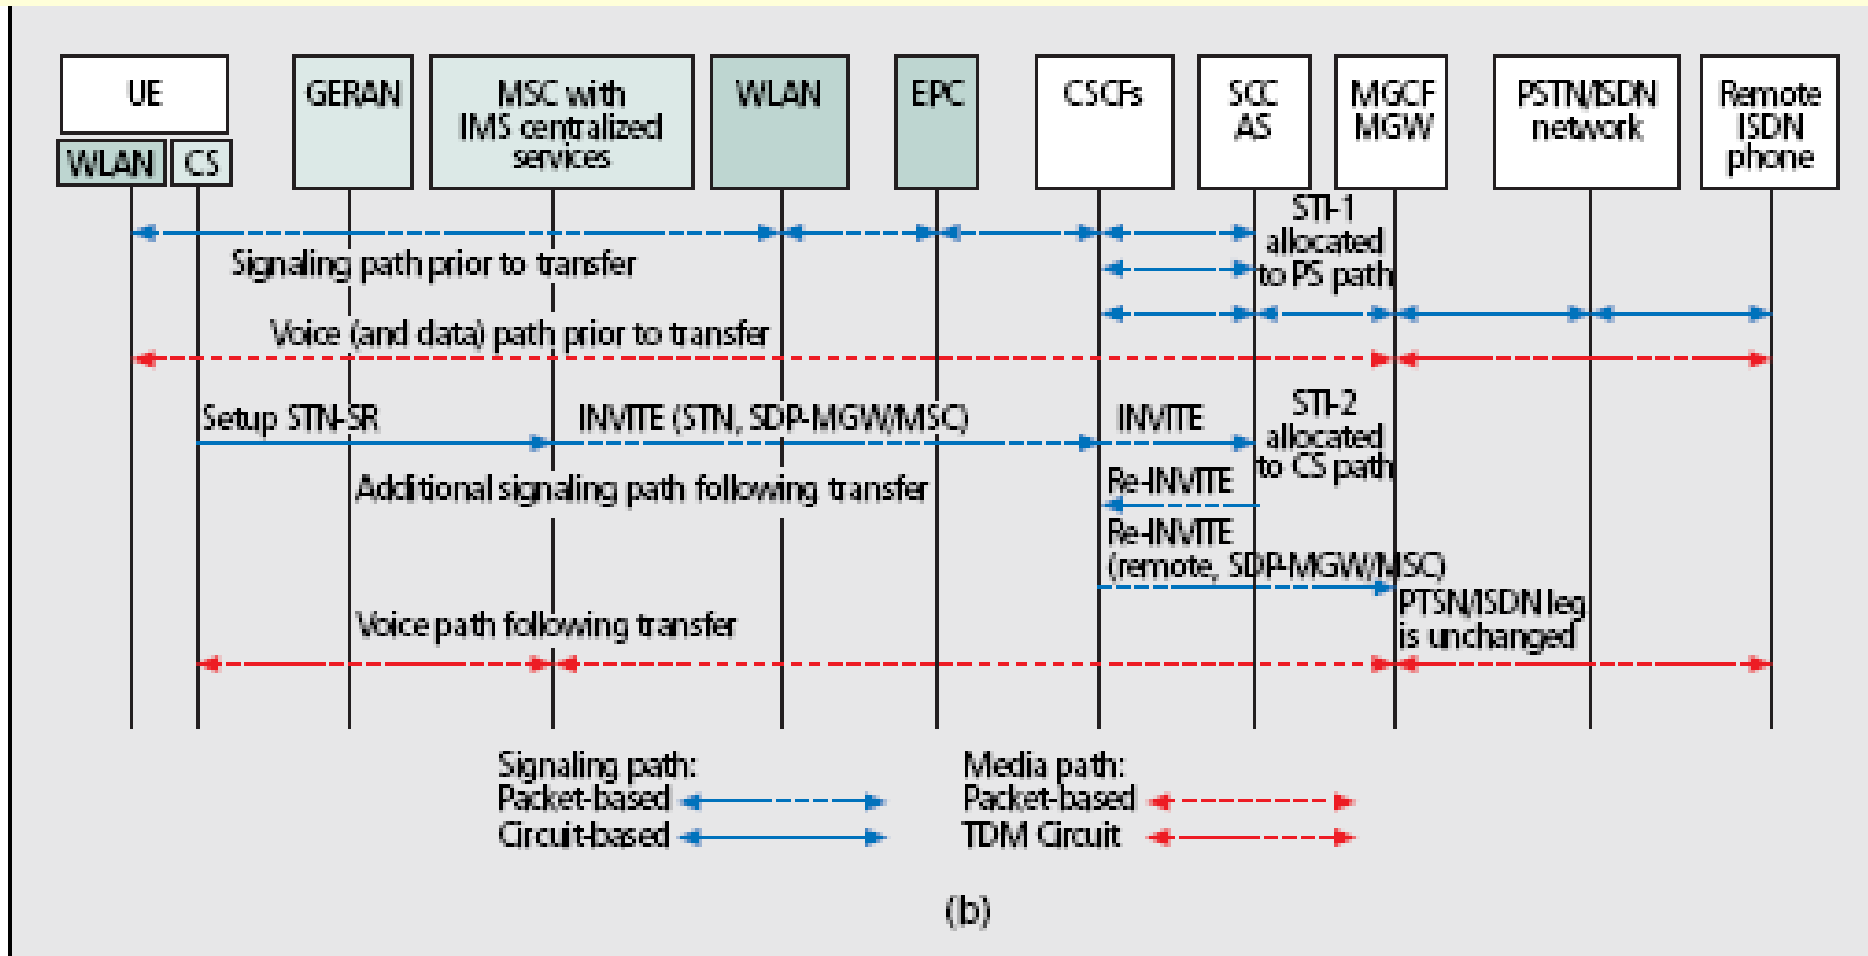 UE
WLAN
CS
GERAN
MSC with
IMS centralized
services
WLAN
EPC
CSCFs
SCC
AS
MGCF
MGW
PSTN/ISDN
network
Remote
ISDN
phone
STI-1
allocated
to PS path
Signaling path prior to transfer
Voice (and data) path prior to transfer
Setup STN-SR
INVITE (STN, SDP-MGW/MSC)
INVITE
STI-2
allocated
to CS path
Additional signaling path following transfer
Re-INVITE
Re-INVITE
(remote, SDP-MGW/MSC)
PTSN/ISDN leg
is unchanged
Voice path following transfer
Signaling path:
Packet-based
Circuit-based
Media path:
Packet-based
TDM Circuit
(b)